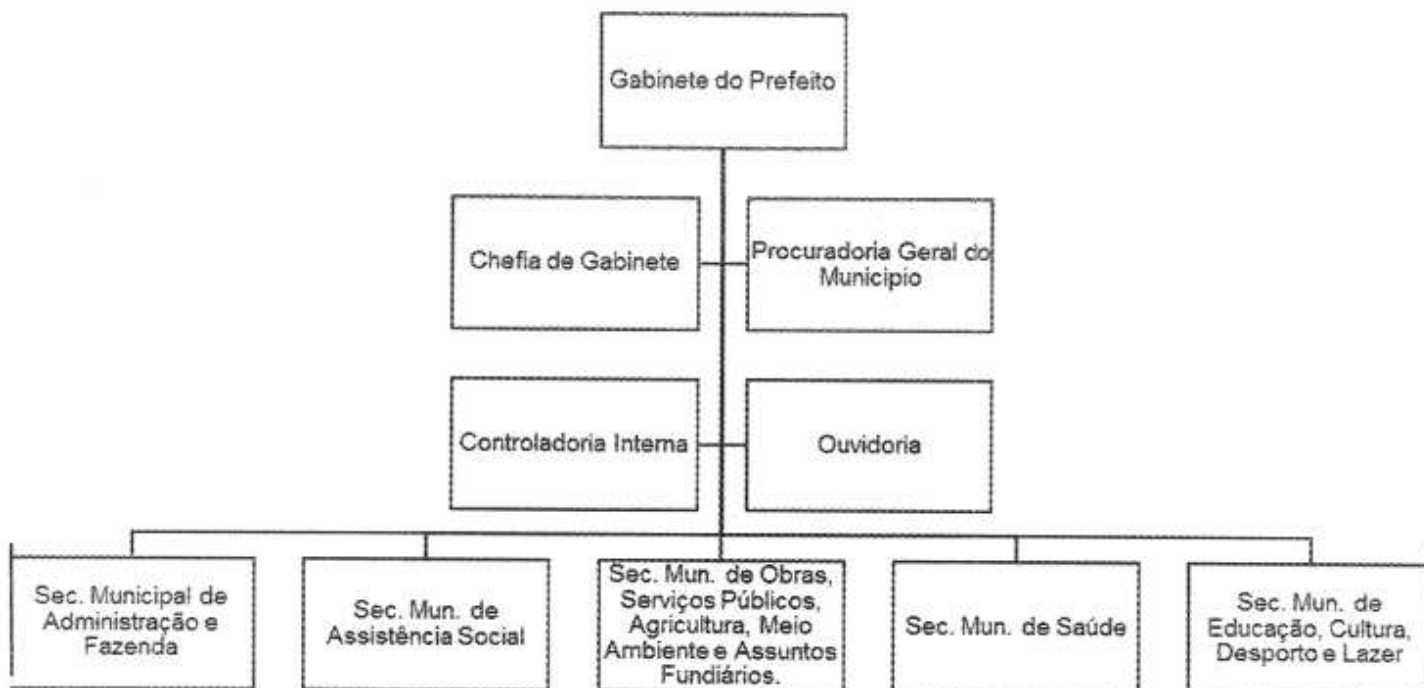 Gabinete do Prefeito
Chefia de Gabinete
Procuradoria Geral do
Municipio
Controladoria Interna
Ouvidoria
Sec. Municipal de
Administração e
Fazenda
Sec. Mun. de
Assistência Social
Sec. Mun. de Obras,
Serviços Públicos,
Agricultura, Meio
Ambiente e Assuntos
Fundiários.
Sec. Mun. de Saúde
Sec. Mun. de
Educação, Cultura,
Desporto e Lazer